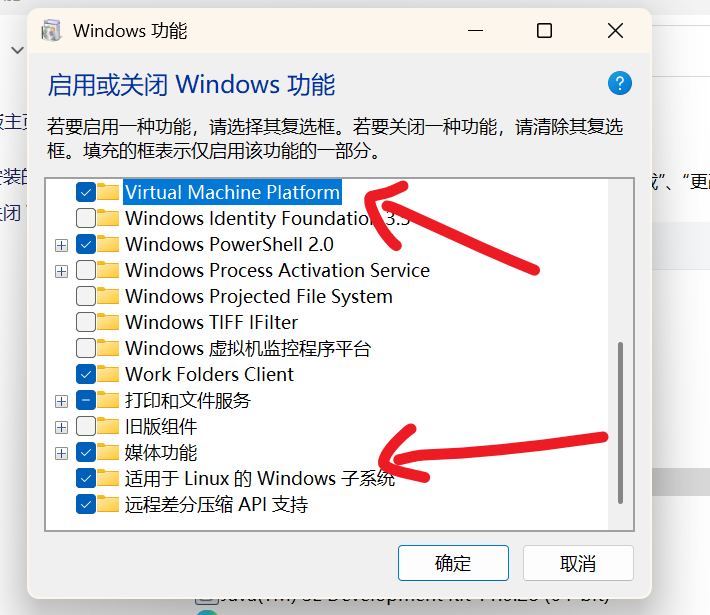 Windows 功能
启用或关闭 Windows 功能
若要启用一种功能，请选择其复选框。若要关闭一种功能，请清除其复选
框。填充的框表示仅启用该功能的一部分。
Virtual Machine Platform
Windows Identity Foundation 3.5
Windows PowerShell 2.0
Windows Process Activation Service
Windows Projected File System
Windows TIFF IFilter
Windows 虚拟机监控程序平台
Work Folders Client
打印和文件服务
旧版组件
媒体功能
适用于 Linux 的 Windows 子系统
远程差分压缩 API 支持
确定
取消